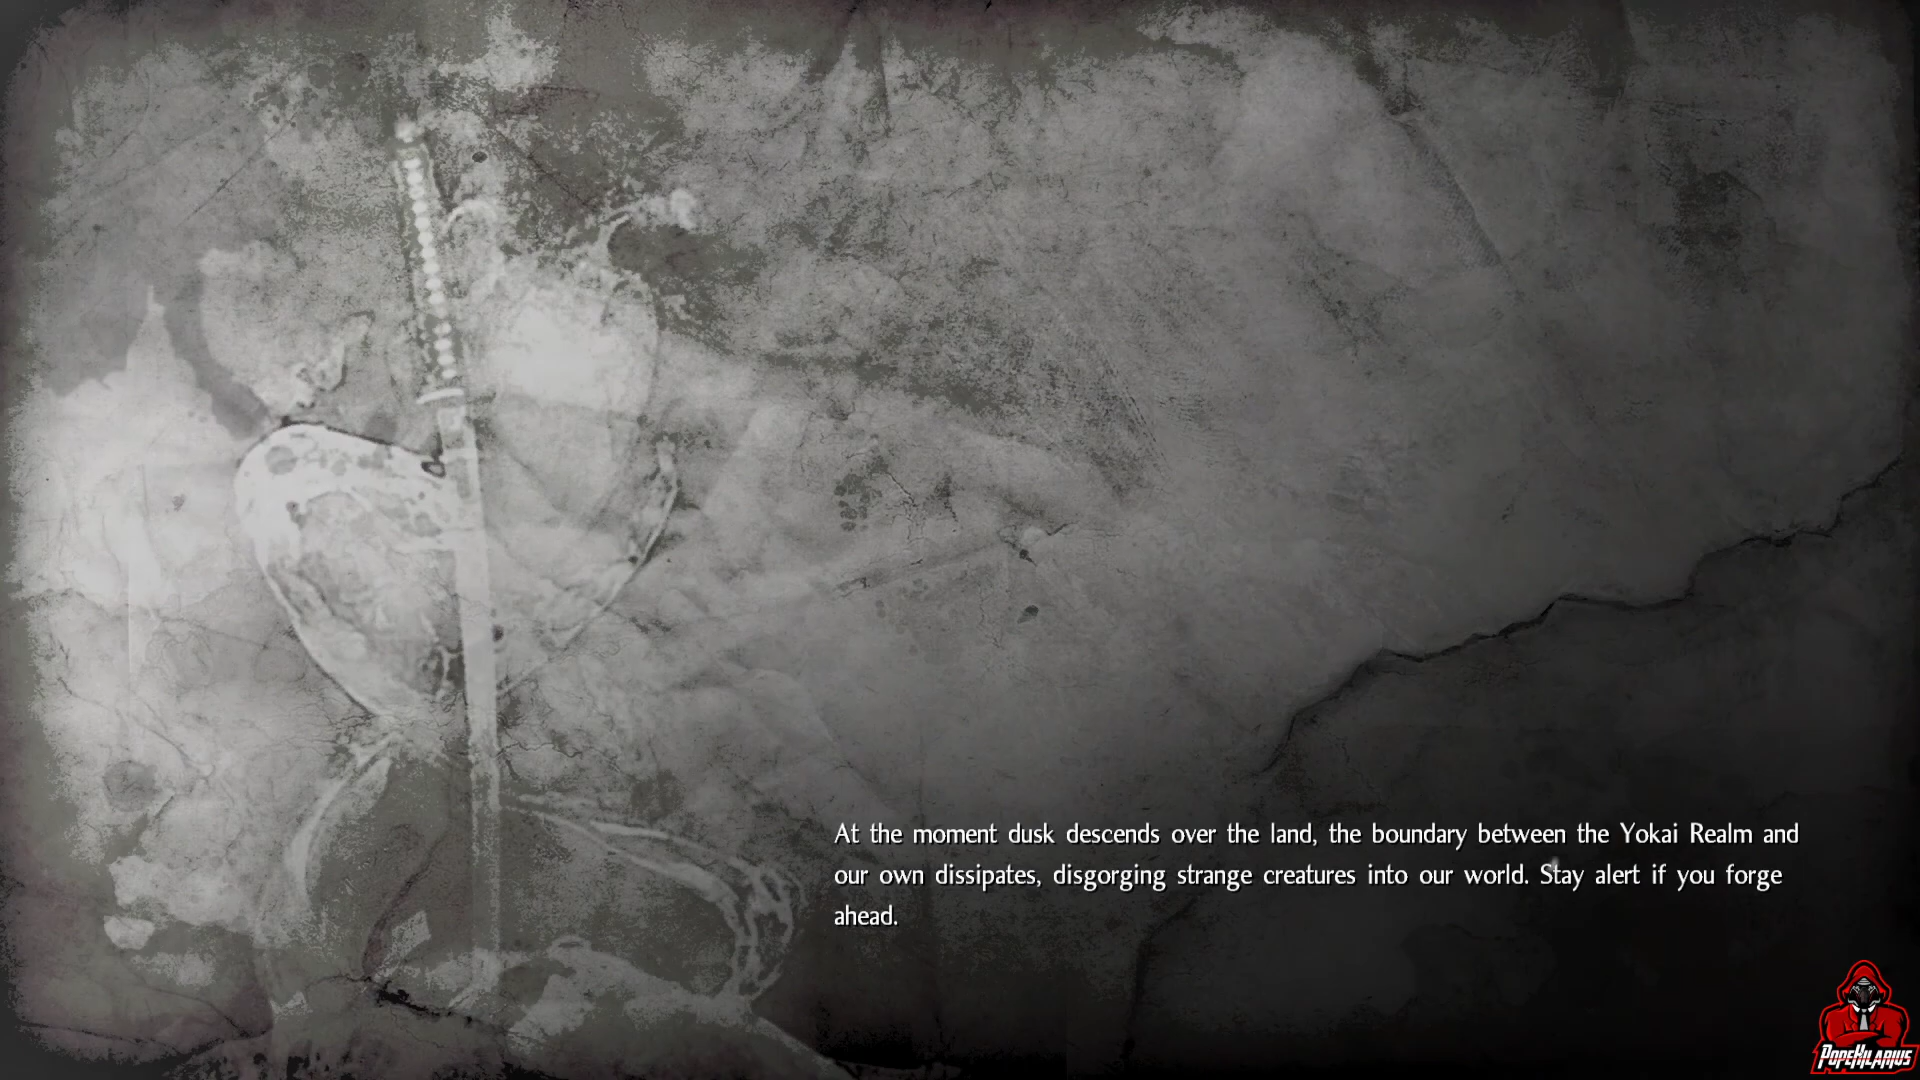 At the moment dusk descends over the land, the boundary between the Yokai Realm and
our own dissipates, disgorging strange creatures into our world. Stay alert if you forge
ahead.
POPEHILARIUS